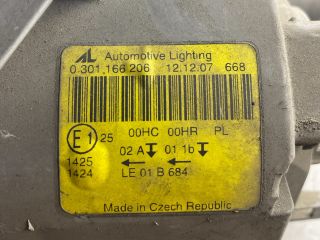 AL Automotive Lighting
0 301 166 206 12.12.07 668
E1 25 00HC 00HR PL
02 A 01 1b
1425
1424 LE 01 B 684
Made in Czech Republic